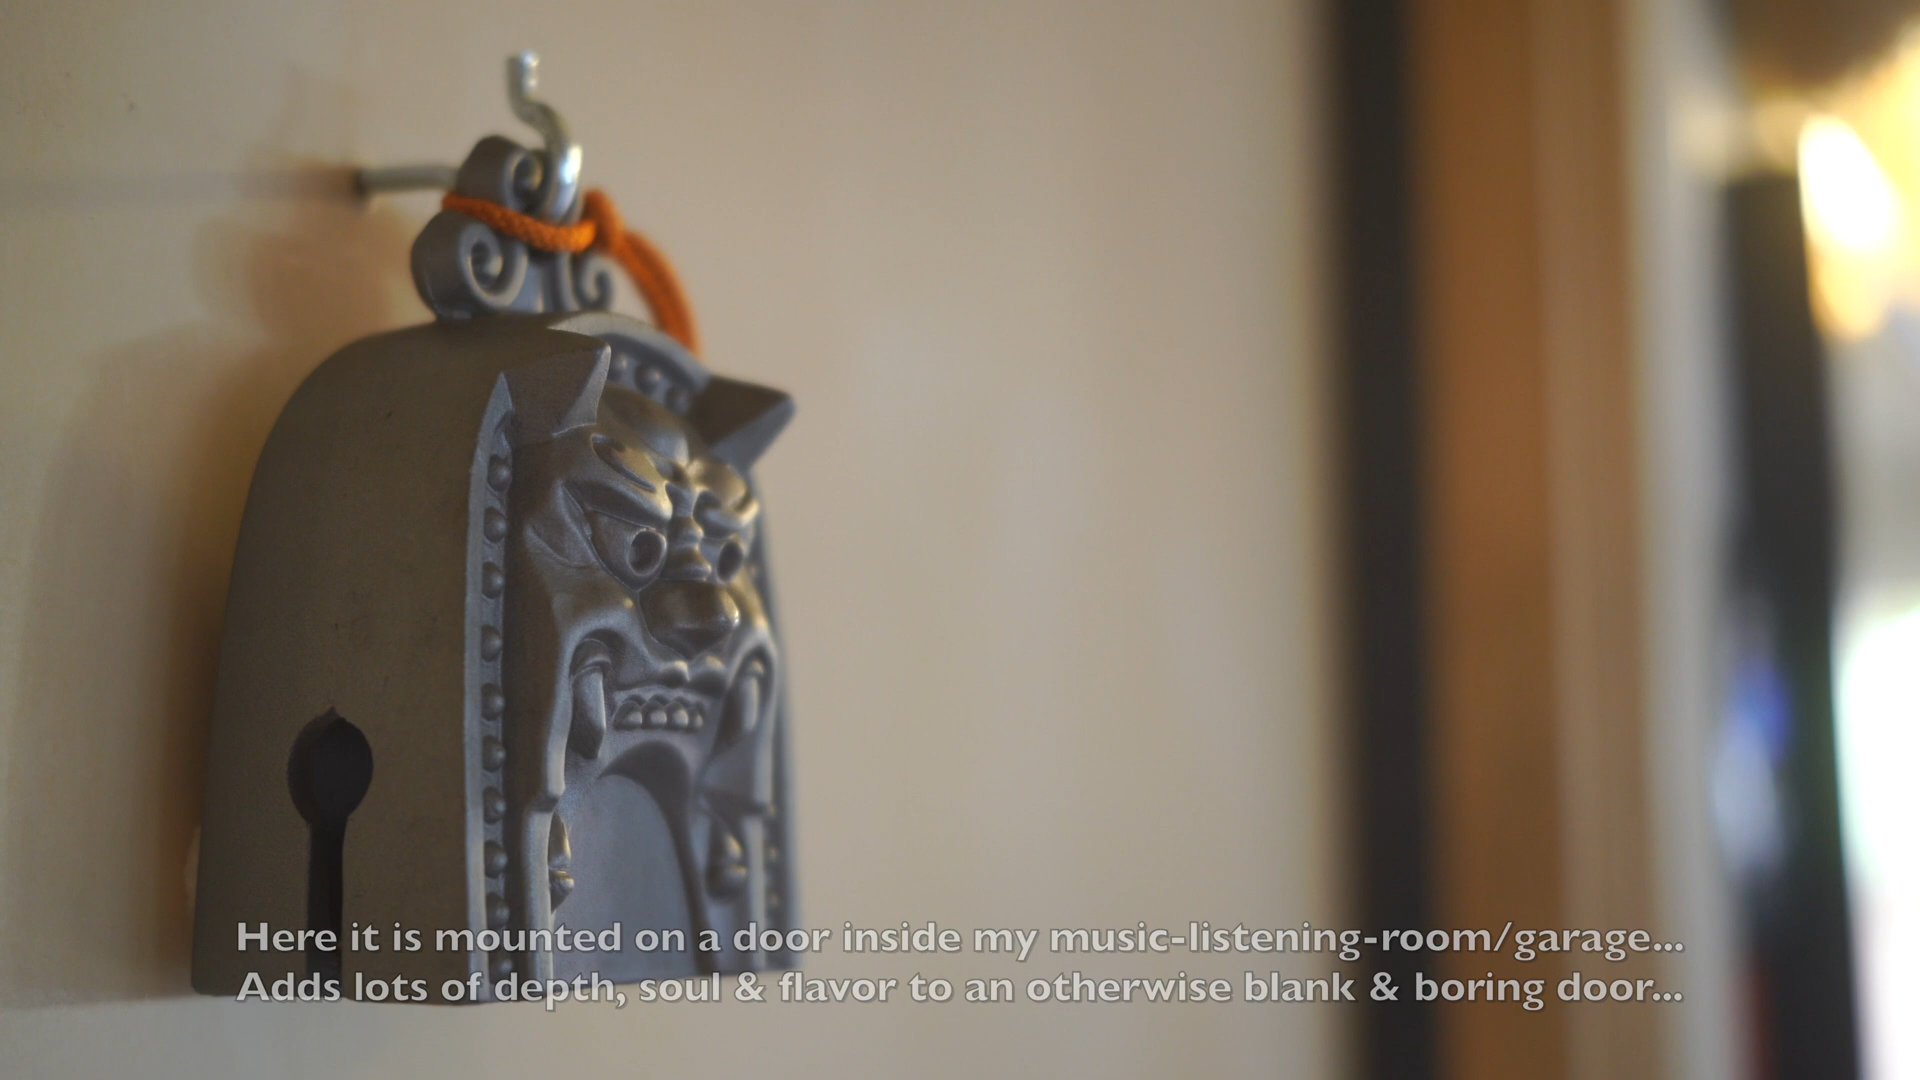 Here it is mounted on a door inside my music-listening-room/garage...
Adds lots of depth, soul & flavor to an otherwise blank & boring door...